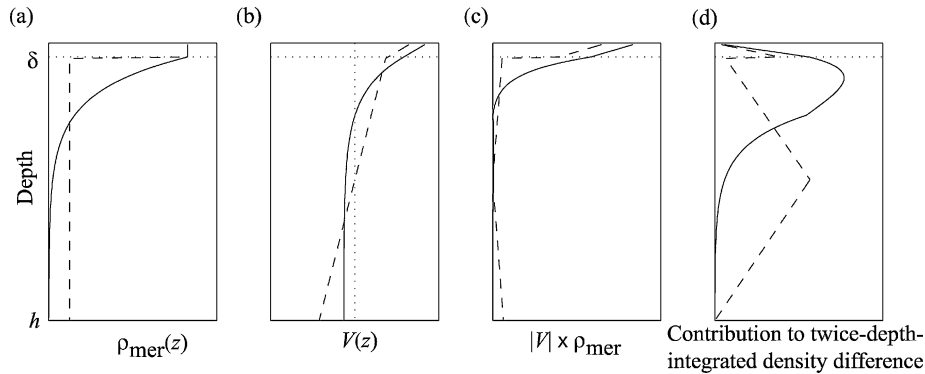 (a)
(b)
(c)
(d)
δ
Depth
h
ρmer(z)
V(z)
|V| x ρmer
Contribution to twice-depth-
integrated density difference